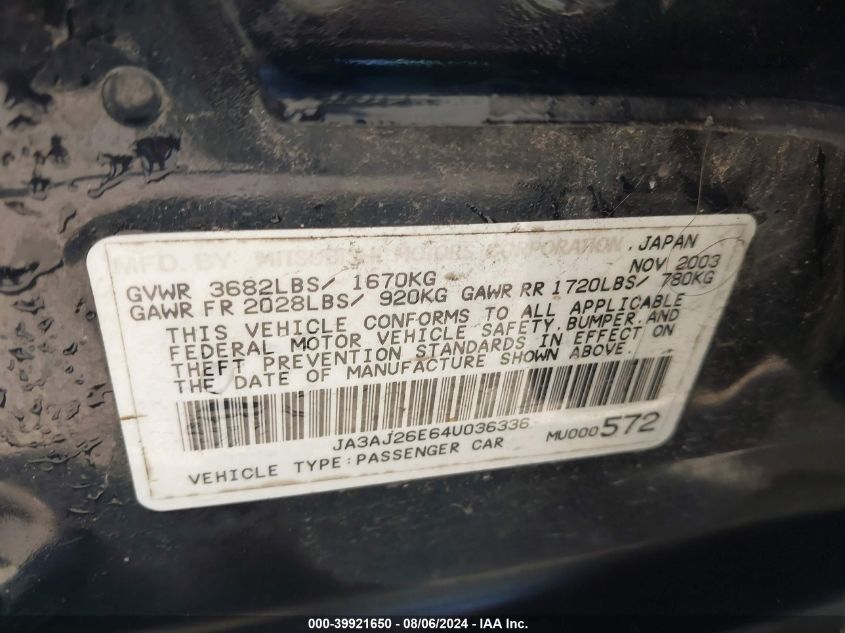 MFD. BY MITSUBISHI MOTORS CORPORATION, JAPAN
NOV 2003
GVWR 3682LBS/ 1670KG
GAWR FR 2028LBS/ 920KG GAWR RR 1720LBS/ 780KG
THIS VEHICLE CONFORMS TO ALL APPLICABLE
FEDERAL MOTOR VEHICLE SAFETY, BUMPER, AND
THEFT PREVENTION STANDARDS IN EFFECT ON
THE DATE OF MANUFACTURE SHOWN ABOVE.
JA3AJ26E64U036336
MU000572
VEHICLE TYPE:PASSENGER CAR
000-39921650 - 08/06/2024 - IAA Inc.